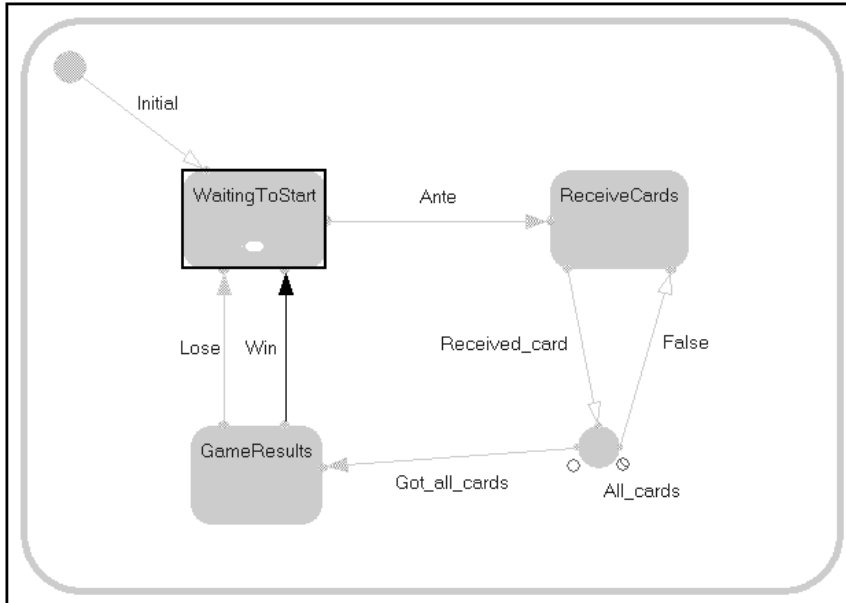 Initial
WaitingToStart
Ante
ReceiveCards
Lose
Win
Received_card
False
GameResults
Got_all_cards
All_cards